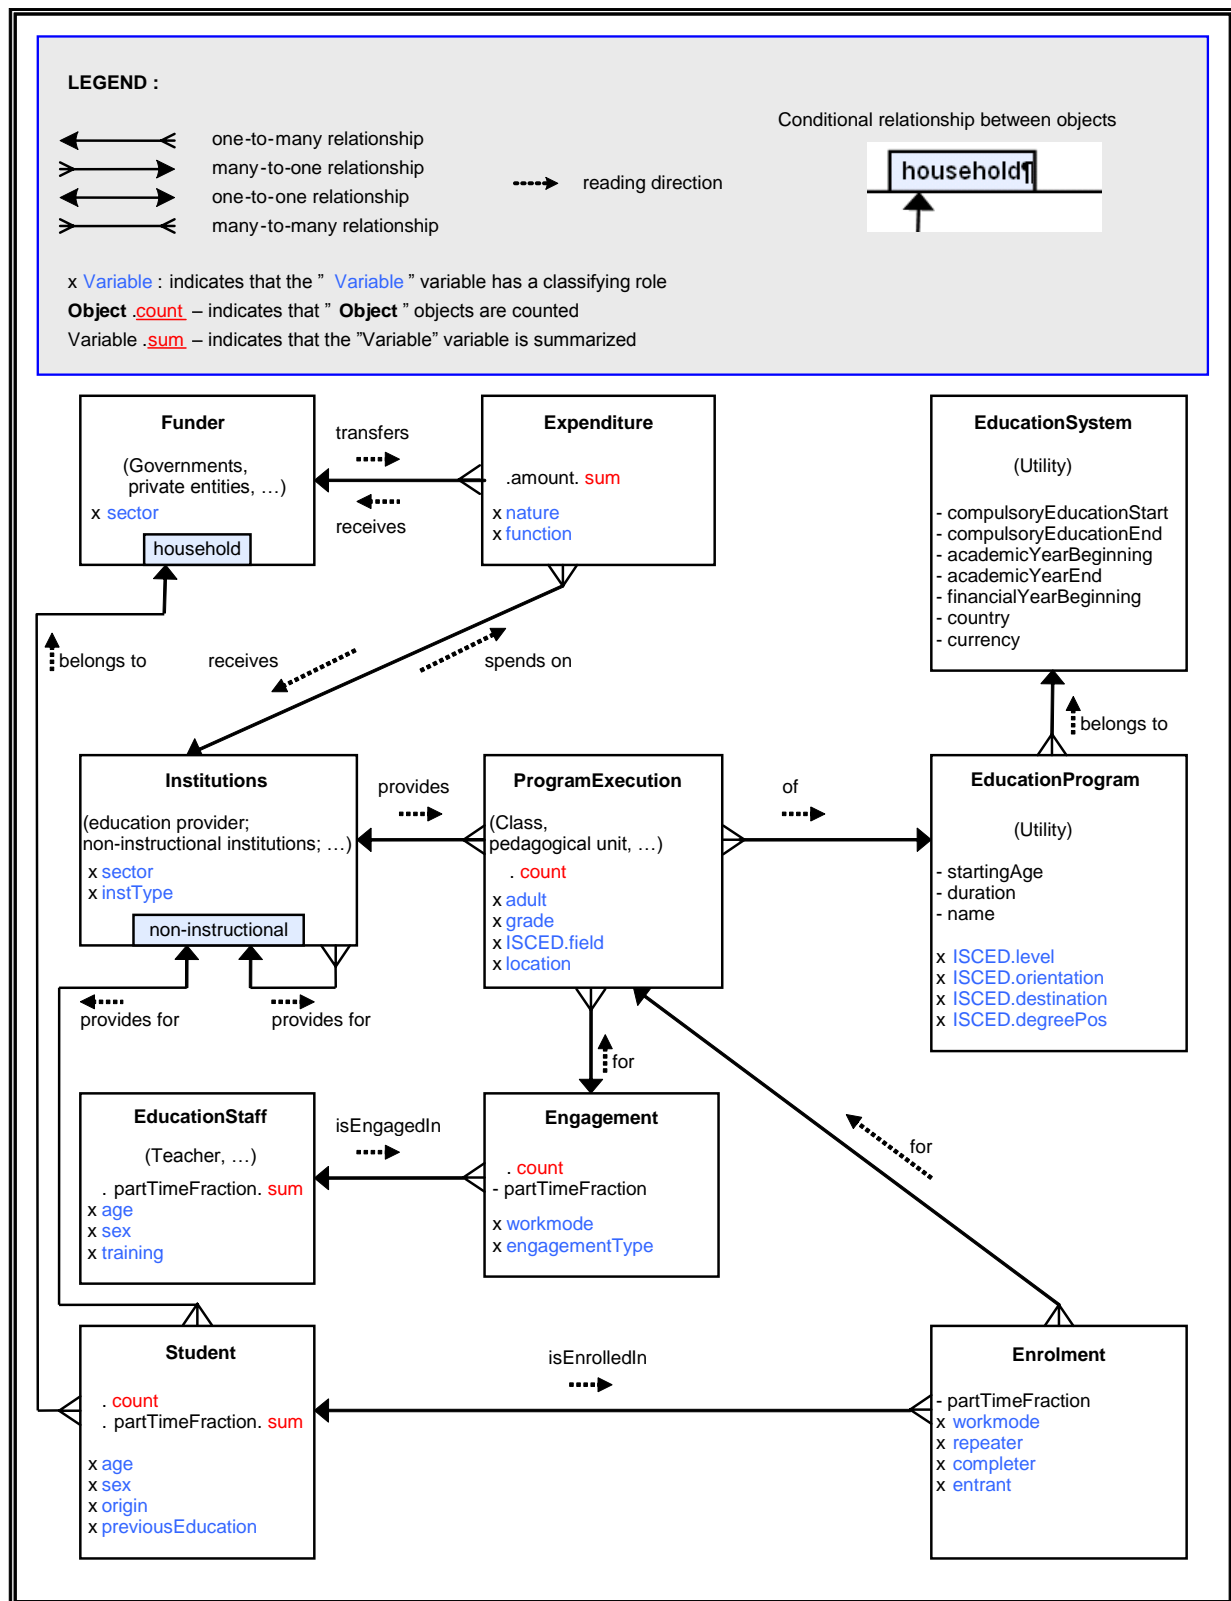 LEGEND :
one-to-many relationship
many-to-one relationship
one-to-one relationship
many-to-many relationship
reading direction
Conditional relationship between objects
household¶
x Variable : indicates that the ” Variable ” variable has a classifying role
Object .count – indicates that ” Object ” objects are counted
Variable .sum – indicates that the ”Variable” variable is summarized
Funder
(Governments,
private entities, …)
x sector
household
transfers
receives
Expenditure
.amount. sum
x nature
x function
EducationSystem
(Utility)
- compulsoryEducationStart
- compulsoryEducationEnd
- academicYearBeginning
- academicYearEnd
- financialYearBeginning
- country
- currency
belongs to
receives
spends on
belongs to
Institutions
(education provider;
non-instructional institutions; …)
x sector
x instType
non-instructional
provides
ProgramExecution
(Class,
pedagogical unit, …)
. count
x adult
x grade
x ISCED.field
x location
of
EducationProgram
(Utility)
- startingAge
- duration
- name
x ISCED.level
x ISCED.orientation
x ISCED.destination
x ISCED.degreePos
provides for
provides for
for
EducationStaff
(Teacher, …)
. partTimeFraction. sum
x age
x sex
x training
isEngagedIn
Engagement
. count
- partTimeFraction
x workmode
x engagementType
for
Student
. count
. partTimeFraction. sum
x age
x sex
x origin
x previousEducation
isEnrolledIn
Enrolment
- partTimeFraction
x workmode
x repeater
x completer
x entrant